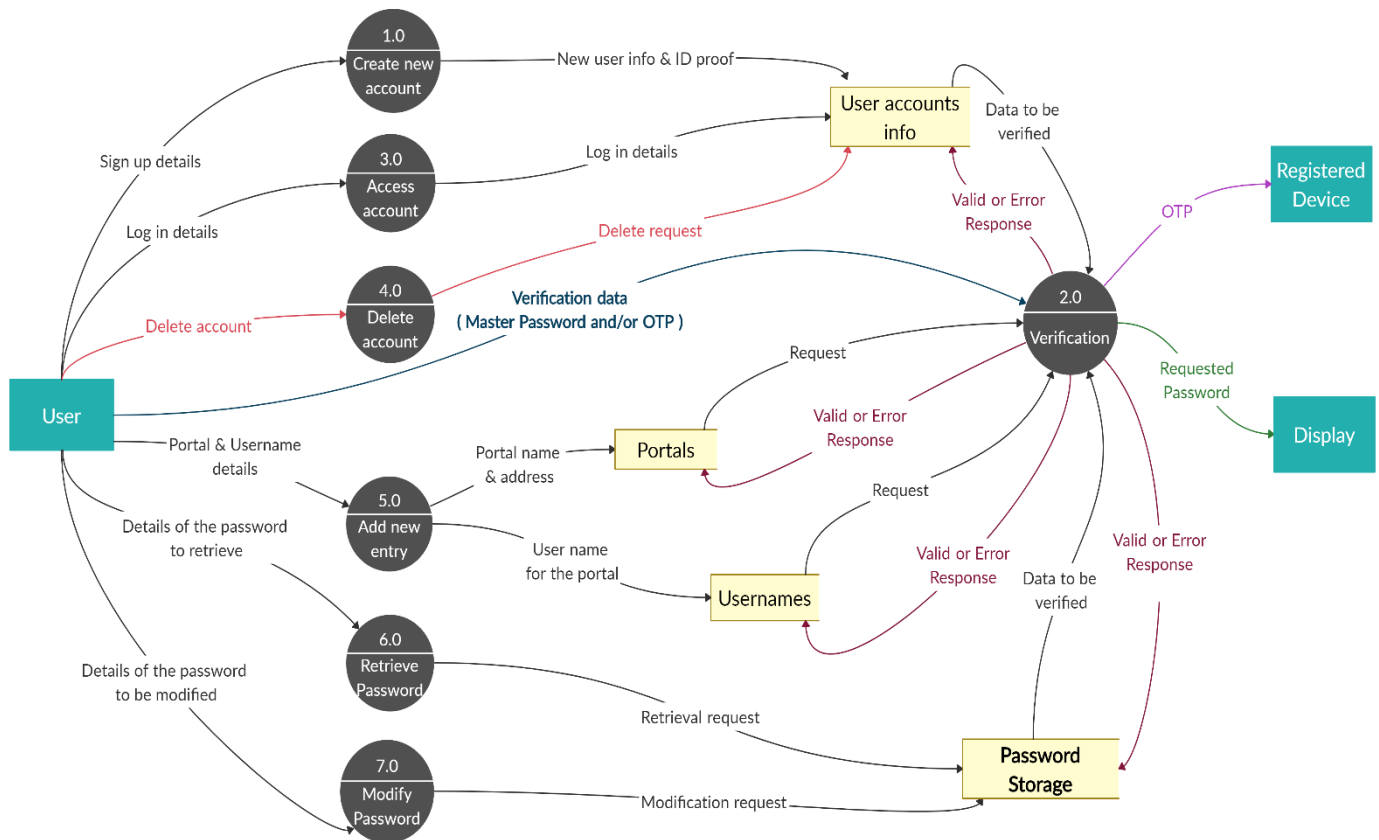 1.0
Create new
account
New user info & ID proof
User accounts
info
Data to be
verified
Sign up details
3.0
Access
account
Log in details
Log in details
Registered
Device
Valid or Error
Response
OTP
Delete request
4.0
Delete
account
Delete account
Verification data
( Master Password and/or OTP )
2.0
Verification
Request
Requested
Password
User
Valid or Error
Response
Display
Portal & Username
details
Portal name
& address
Portals
5.0
Add new
entry
Request
Details of the password
to retrieve
User name
for the portal
Usernames
Valid or Error
Response
Data to be
verified
Valid or Error
Response
6.0
Retrieve
Password
Details of the password
to be modified
Retrieval request
Password
Storage
7.0
Modify
Password
Modification request